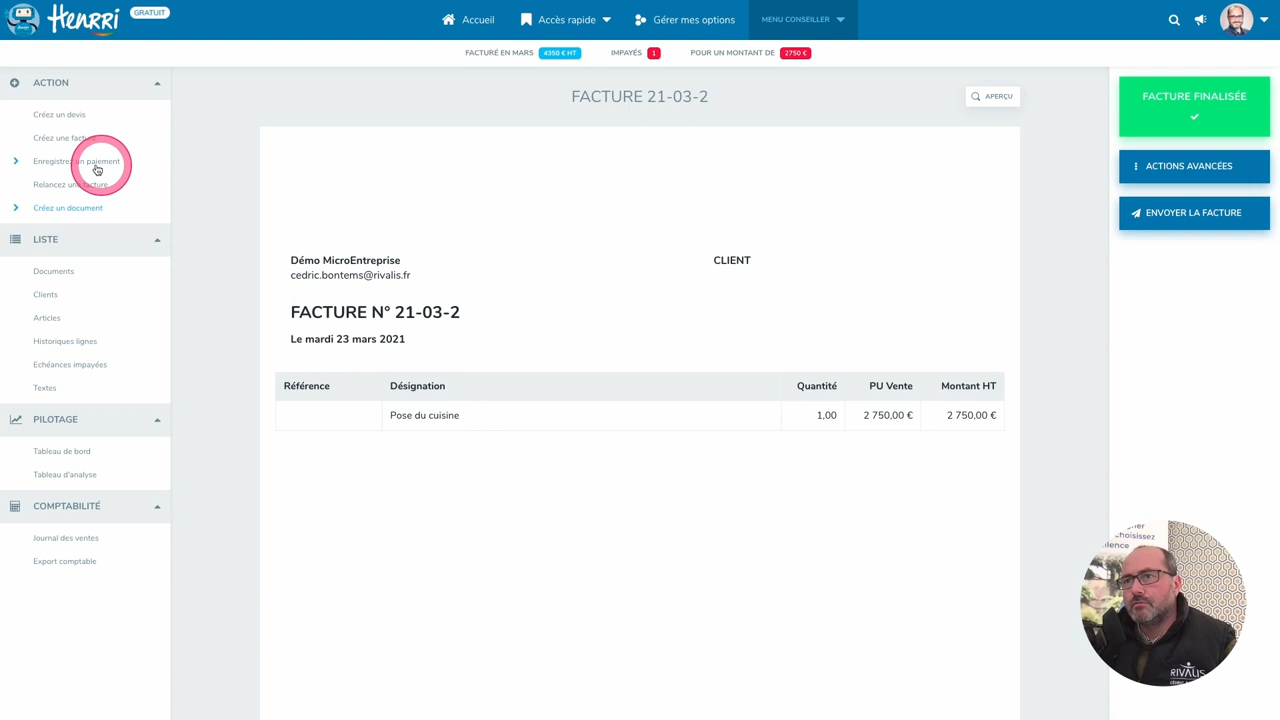 Henrri
GRATUIT
Accueil
Accès rapide
Gérer mes options
MENU CONSEILLER
FACTURÉ EN MARS 4350 € HT
IMPAYÉS 1
POUR UN MONTANT DE 2750 €
ACTION
Créez un devis
Créez une facture
Enregistrez un paiement
Relancez une facture
Créez un document
LISTE
Documents
Clients
Articles
Historiques lignes
Echéances impayées
Textes
PILOTAGE
Tableau de bord
Tableau d'analyse
COMPTABILITÉ
Journal des ventes
Export comptable
FACTURE 21-03-2
APERÇU
Démo MicroEntreprise
cedric.bontems@rivalis.fr
CLIENT
FACTURE N° 21-03-2
Le mardi 23 mars 2021
Référence Désignation Quantité PU Vente Montant HT
Pose du cuisine 1,00 2 750,00 € 2 750,00 €
FACTURE FINALISÉE
ACTIONS AVANCÉES
ENVOYER LA FACTURE
choisissez
RIVALIS